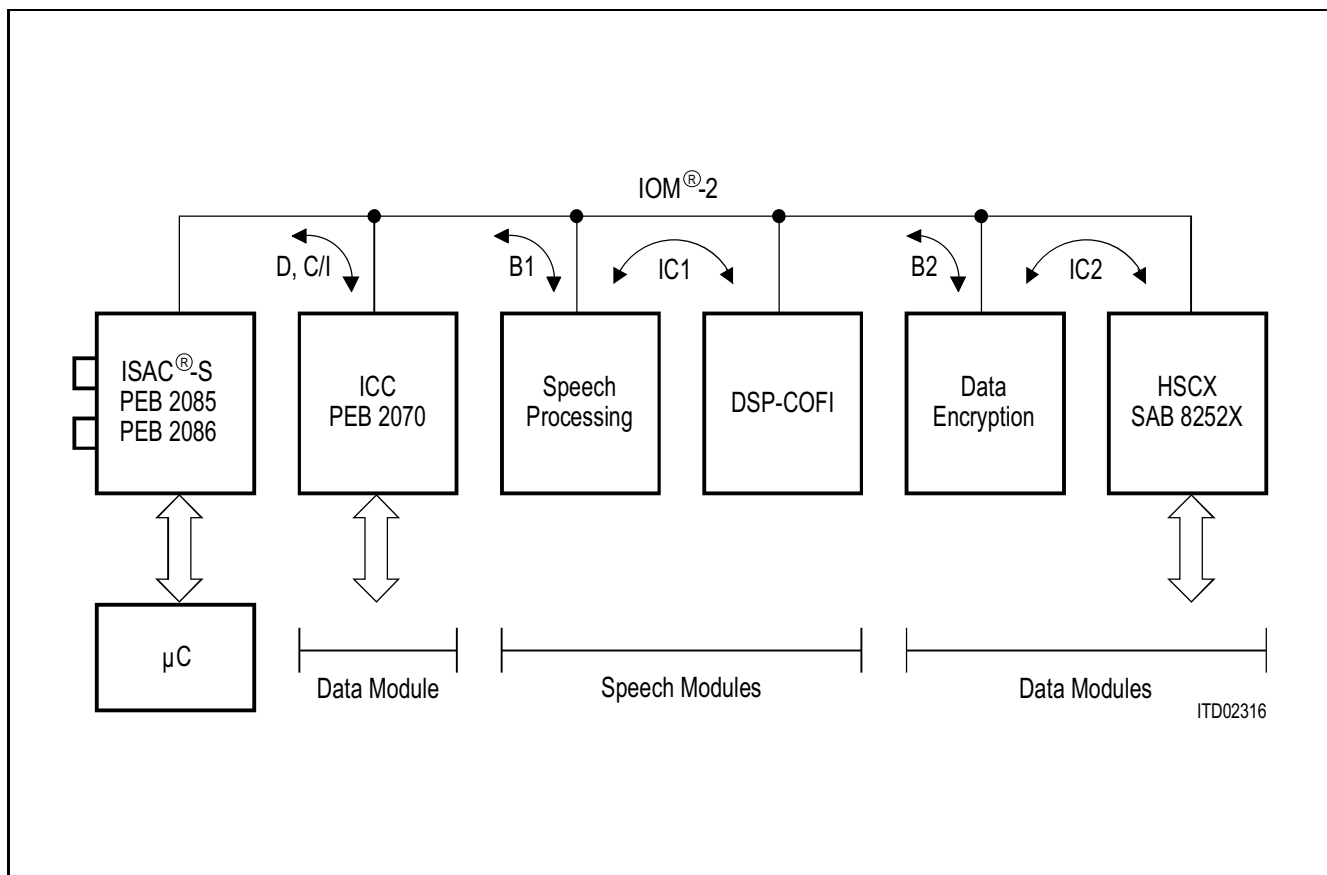 IOM®-2
D, C/I
B1
IC1
B2
IC2
ISAC®-S
PEB 2085
PEB 2086
ICC
PEB 2070
Speech
Processing
DSP-COFI
Data
Encryption
HSCX
SAB 8252X
µC
Data Module
Speech Modules
Data Modules
ITD02316